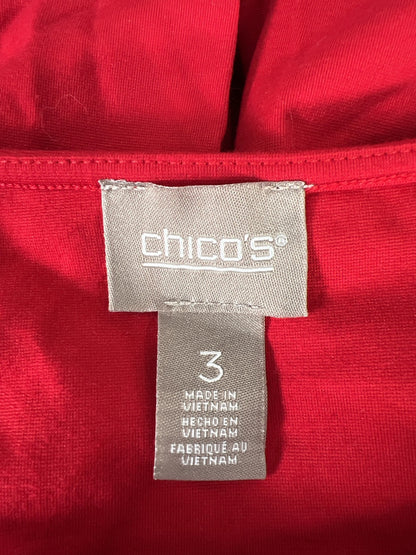 chico's®
3
MADE IN
VIETNAM
HECHO EN
VIETNAM
FABRIQUÉ AU
VIETNAM